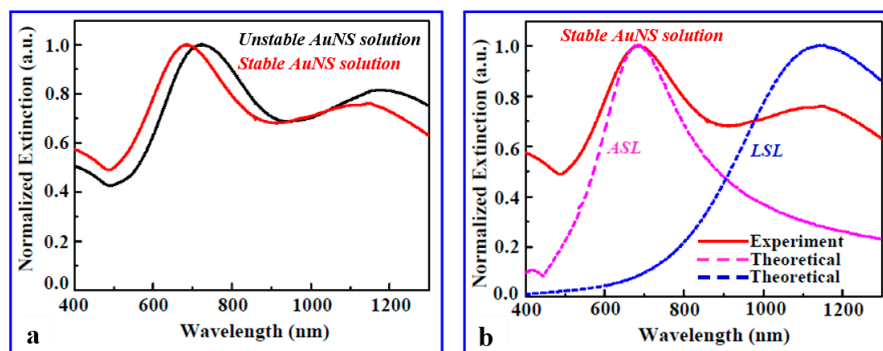 Unstable AuNS solution
Stable AuNS solution
Normalized Extinction (a.u.)
1.0
0.8
0.6
0.4
0.2
0.0
400 600 800 1000 1200
Wavelength (nm)
a
Stable AuNS solution
ASL
LSL
Experiment
Theoretical
Theoretical
Normalized Extinction (a.u.)
1.0
0.8
0.6
0.4
0.2
0.0
400 600 800 1000 1200
Wavelength (nm)
b